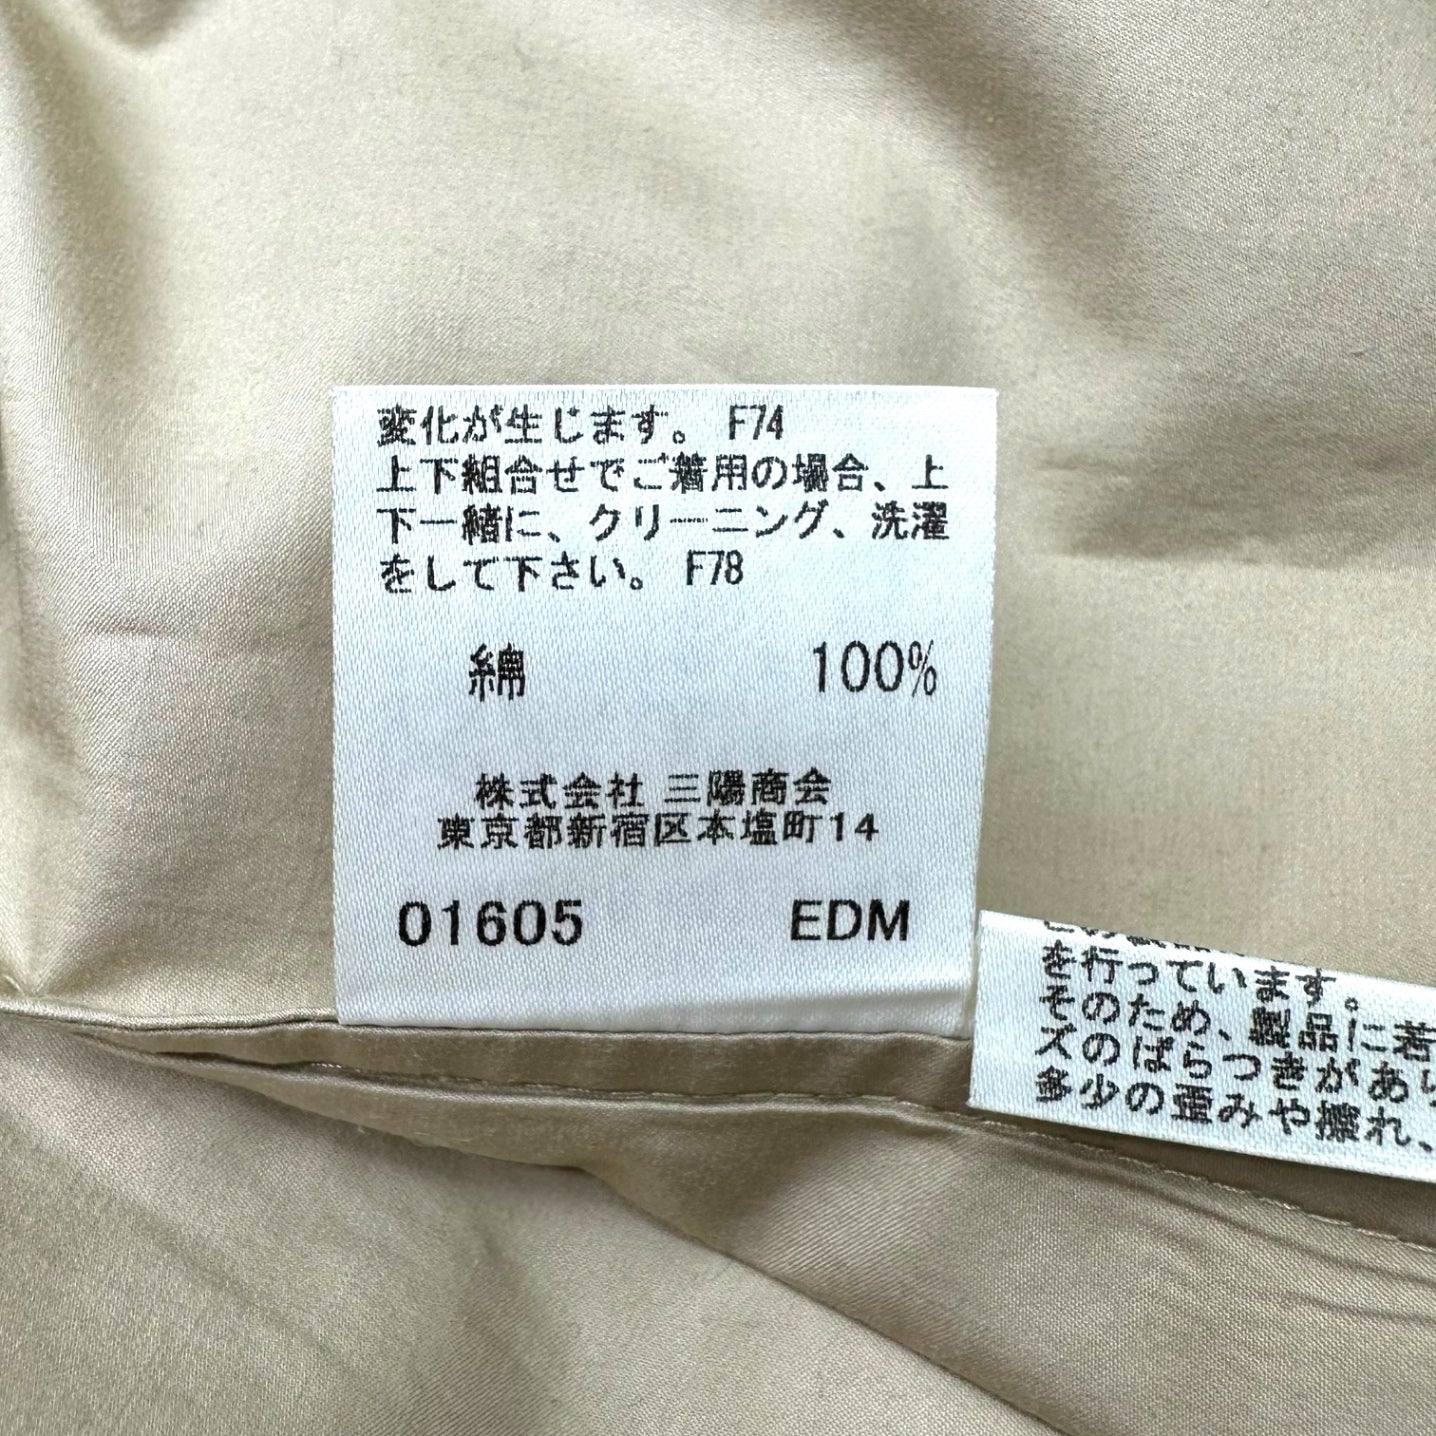 変化が生じます。 F74
上下組合せでご着用の場合、上
下一緒に、クリーニング、洗濯
をして下さい。 F78
綿 100%
株式会社 三陽商会
東京都新宿区本塩町14
01605 EDM
を行っています。
そのため、製品に若
ズのばらつきがあり
多少の歪みや擦れ、